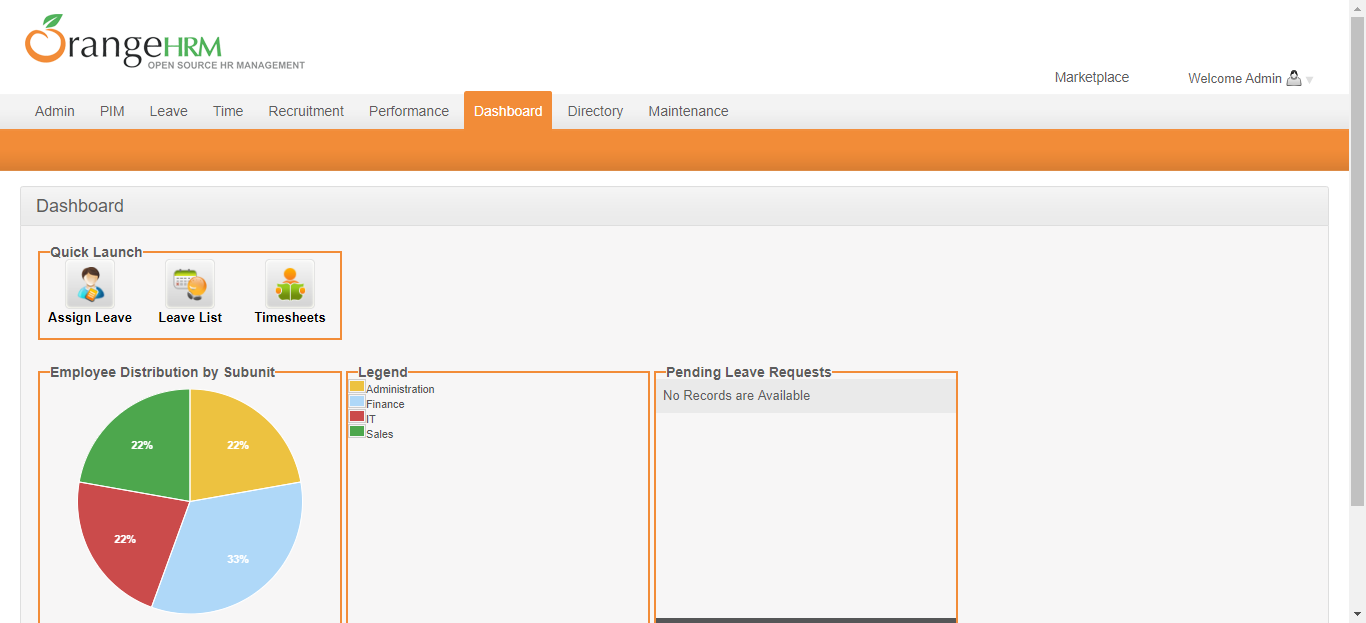 OrangeHRM
OPEN SOURCE HR MANAGEMENT
Marketplace Welcome Admin
Admin PIM Leave Time Recruitment Performance Dashboard Directory Maintenance
Dashboard
Quick Launch
Assign Leave Leave List Timesheets
Employee Distribution by Subunit
22%
22%
22%
33%
Legend
Administration
Finance
IT
Sales
Pending Leave Requests
No Records are Available